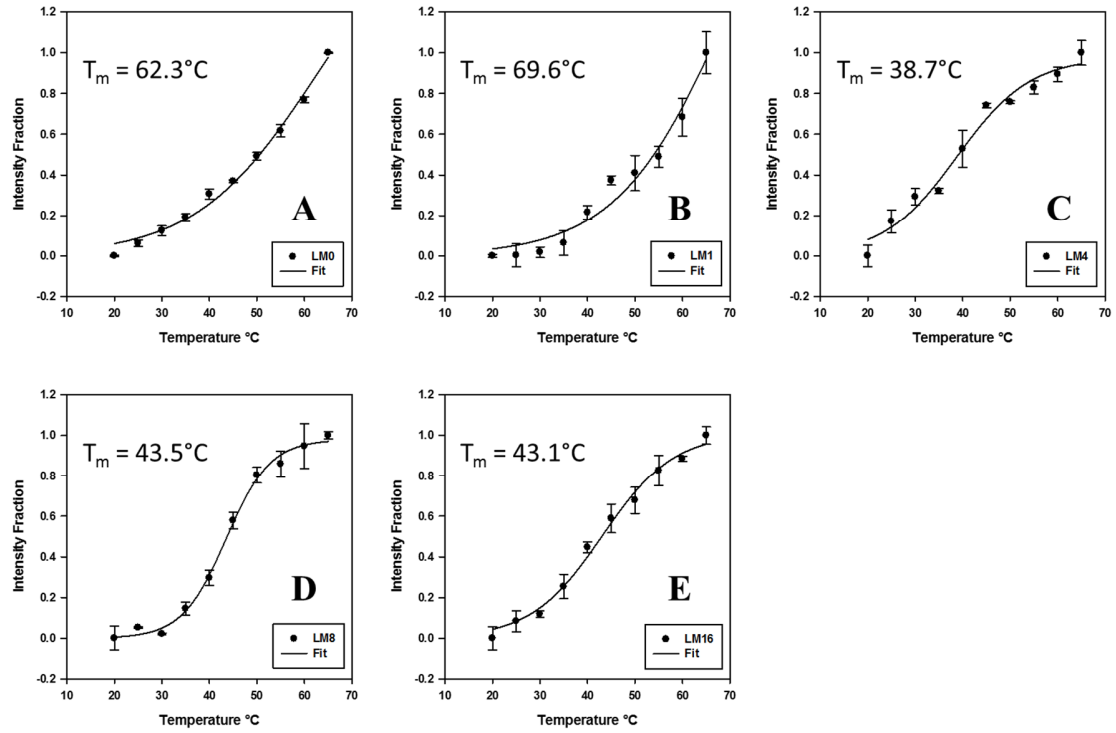 Intensity Fraction
1.2
1.0
0.8
0.6
0.4
0.2
0.0
-0.2
T_m = 62.3°C
A
LM0
Fit
10 20 30 40 50 60 70
Temperature °C
Intensity Fraction
1.2
1.0
0.8
0.6
0.4
0.2
0.0
-0.2
T_m = 69.6°C
B
LM1
Fit
10 20 30 40 50 60 70
Temperature °C
Intensity Fraction
1.2
1.0
0.8
0.6
0.4
0.2
0.0
-0.2
T_m = 38.7°C
C
LM4
Fit
10 20 30 40 50 60 70
Temperature °C
Intensity Fraction
1.2
1.0
0.8
0.6
0.4
0.2
0.0
-0.2
T_m = 43.5°C
D
LM8
Fit
10 20 30 40 50 60 70
Temperature °C
Intensity Fraction
1.2
1.0
0.8
0.6
0.4
0.2
0.0
-0.2
T_m = 43.1°C
E
LM16
Fit
10 20 30 40 50 60 70
Temperature °C